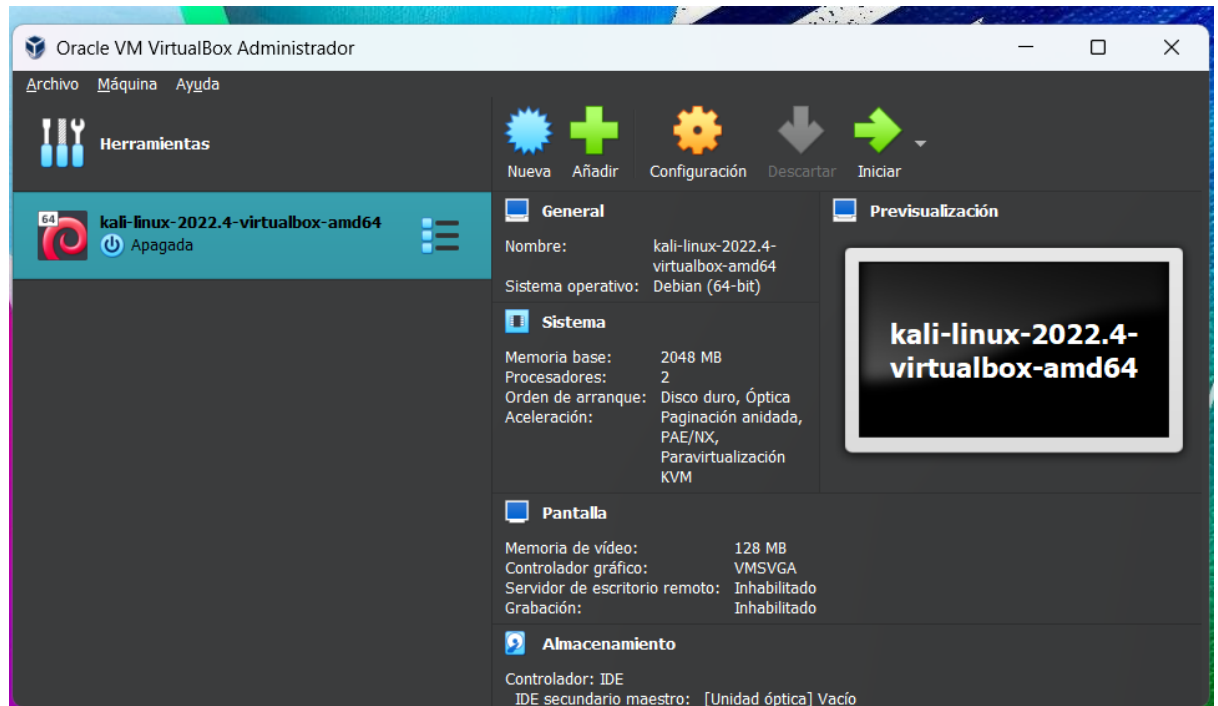 Oracle VM VirtualBox Administrador
Archivo Máquina Ayuda
Herramientas
Nueva Añadir Configuración Descartar Iniciar
64
kali-linux-2022.4-virtualbox-amd64
Apagada
General
Nombre: kali-linux-2022.4-
virtualbox-amd64
Sistema operativo: Debian (64-bit)
Sistema
Memoria base: 2048 MB
Procesadores: 2
Orden de arranque: Disco duro, Óptica
Aceleración: Paginación anidada,
PAE/NX,
Paravirtualización
KVM
Previsualización
kali-linux-2022.4-
virtualbox-amd64
Pantalla
Memoria de vídeo: 128 MB
Controlador gráfico: VMSVGA
Servidor de escritorio remoto: Inhabilitado
Grabación: Inhabilitado
Almacenamiento
Controlador: IDE
IDE secundario maestro: [Unidad óptica] Vacío